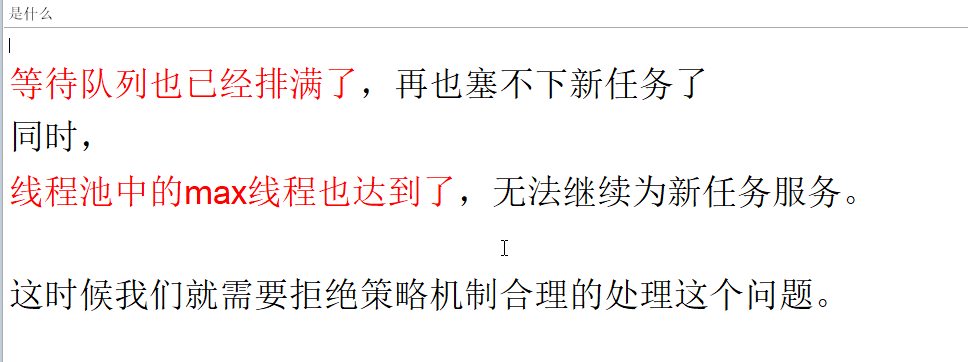 是什么
等待队列也已经排满了，再也塞不下新任务了
同时，
线程池中的max线程也达到了，无法继续为新任务服务。
这时候我们就需要拒绝策略机制合理的处理这个问题。